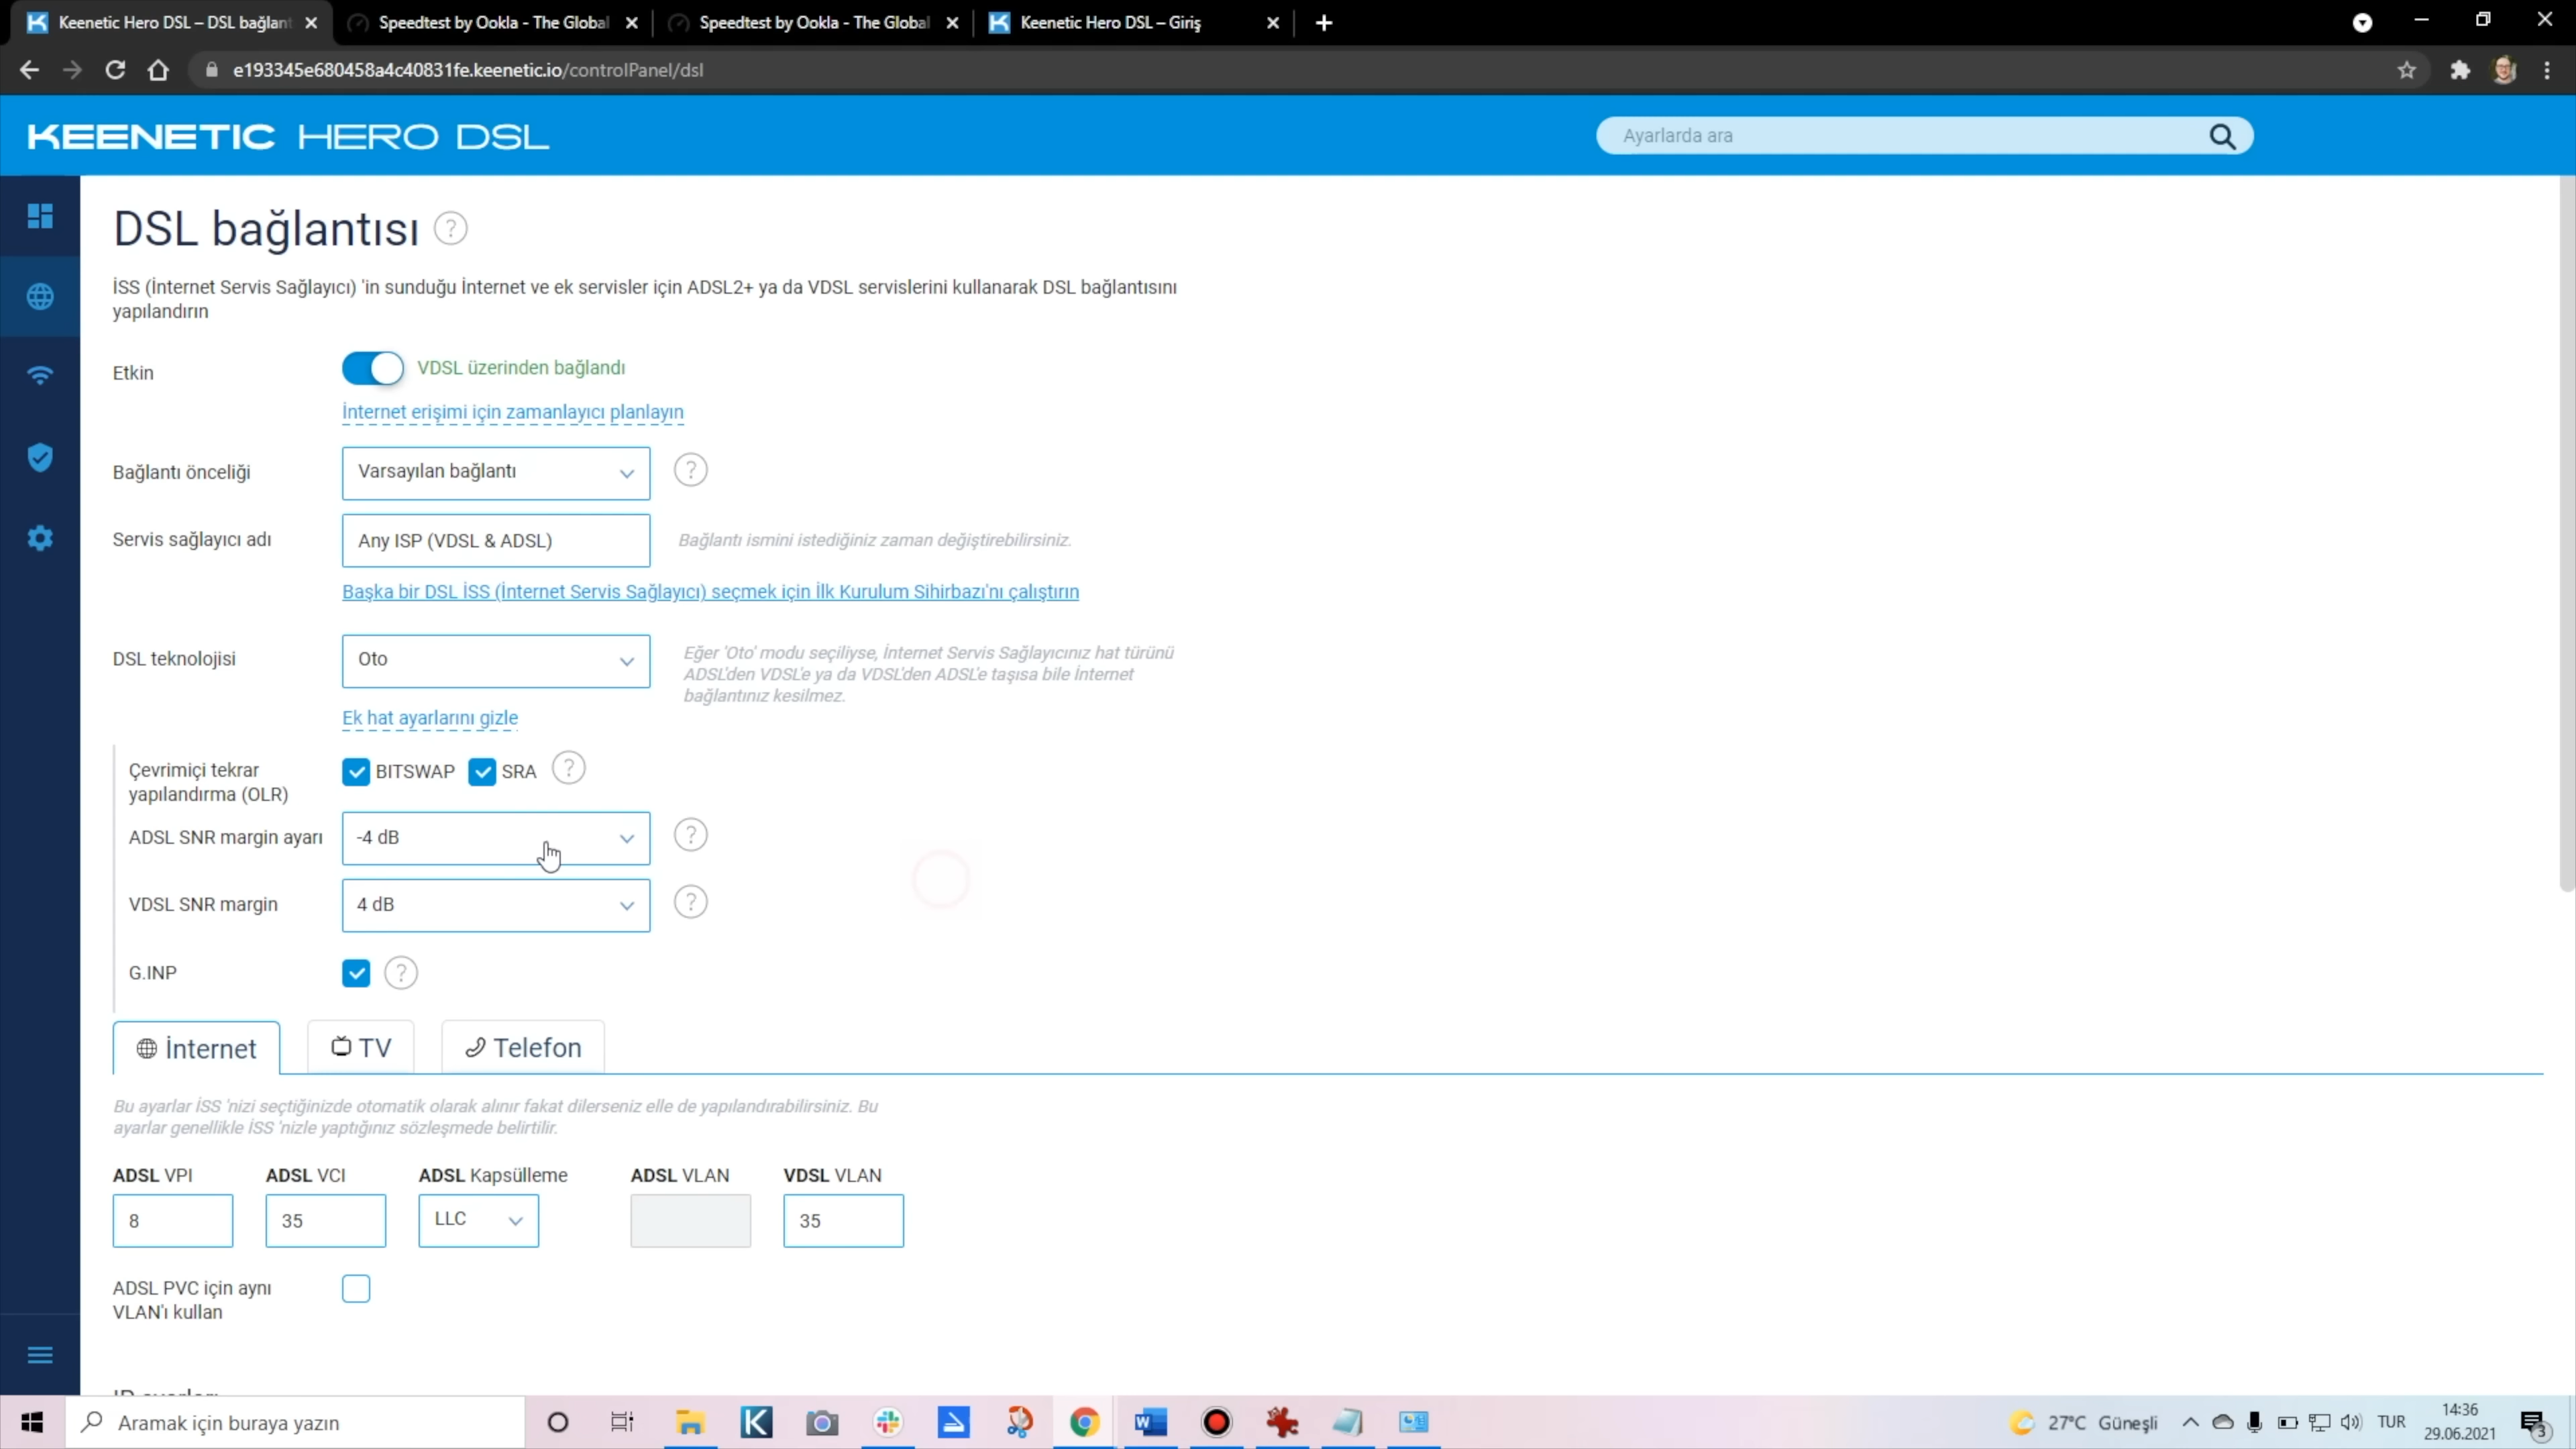 Keenetic Hero DSL – DSL bağlant
Speedtest by Ookla - The Global
Speedtest by Ookla - The Global
Keenetic Hero DSL – Giriş
e193345e680458a4c40831fe.keenetic.io/controlPanel/dsl
KEENETIC HERO DSL
Ayarlarda ara
DSL bağlantısı ?
İSS (İnternet Servis Sağlayıcı) 'in sunduğu İnternet ve ek servisler için ADSL2+ ya da VDSL servislerini kullanarak DSL bağlantısını
yapılandırın
Etkin
VDSL üzerinden bağlandı
İnternet erişimi için zamanlayıcı planlayın
Bağlantı önceliği
Varsayılan bağlantı
?
Servis sağlayıcı adı
Any ISP (VDSL & ADSL)
Bağlantı ismini istediğiniz zaman değiştirebilirsiniz.
Başka bir DSL İSS (İnternet Servis Sağlayıcı) seçmek için İlk Kurulum Sihirbazı'nı çalıştırın
DSL teknolojisi
Oto
Eğer 'Oto' modu seçiliyse, İnternet Servis Sağlayıcınız hat türünü
ADSL'den VDSL'e ya da VDSL'den ADSL'e taşısa bile İnternet
bağlantınız kesilmez.
Ek hat ayarlarını gizle
Çevrimiçi tekrar
yapılandırma (OLR)
BITSWAP
SRA
?
ADSL SNR margin ayarı
-4 dB
?
VDSL SNR margin
4 dB
?
G.INP
?
İnternet
TV
Telefon
Bu ayarlar İSS 'nizi seçtiğinizde otomatik olarak alınır fakat dilerseniz elle de yapılandırabilirsiniz. Bu
ayarlar genellikle İSS 'nizle yaptığınız sözleşmede belirtilir.
ADSL VPI
ADSL VCI
ADSL Kapsülleme
ADSL VLAN
VDSL VLAN
8
35
LLC
35
ADSL PVC için aynı
VLAN'ı kullan
IP ayarları
Aramak için buraya yazın
27°C Güneşli
TUR
14:36
29.06.2021
3